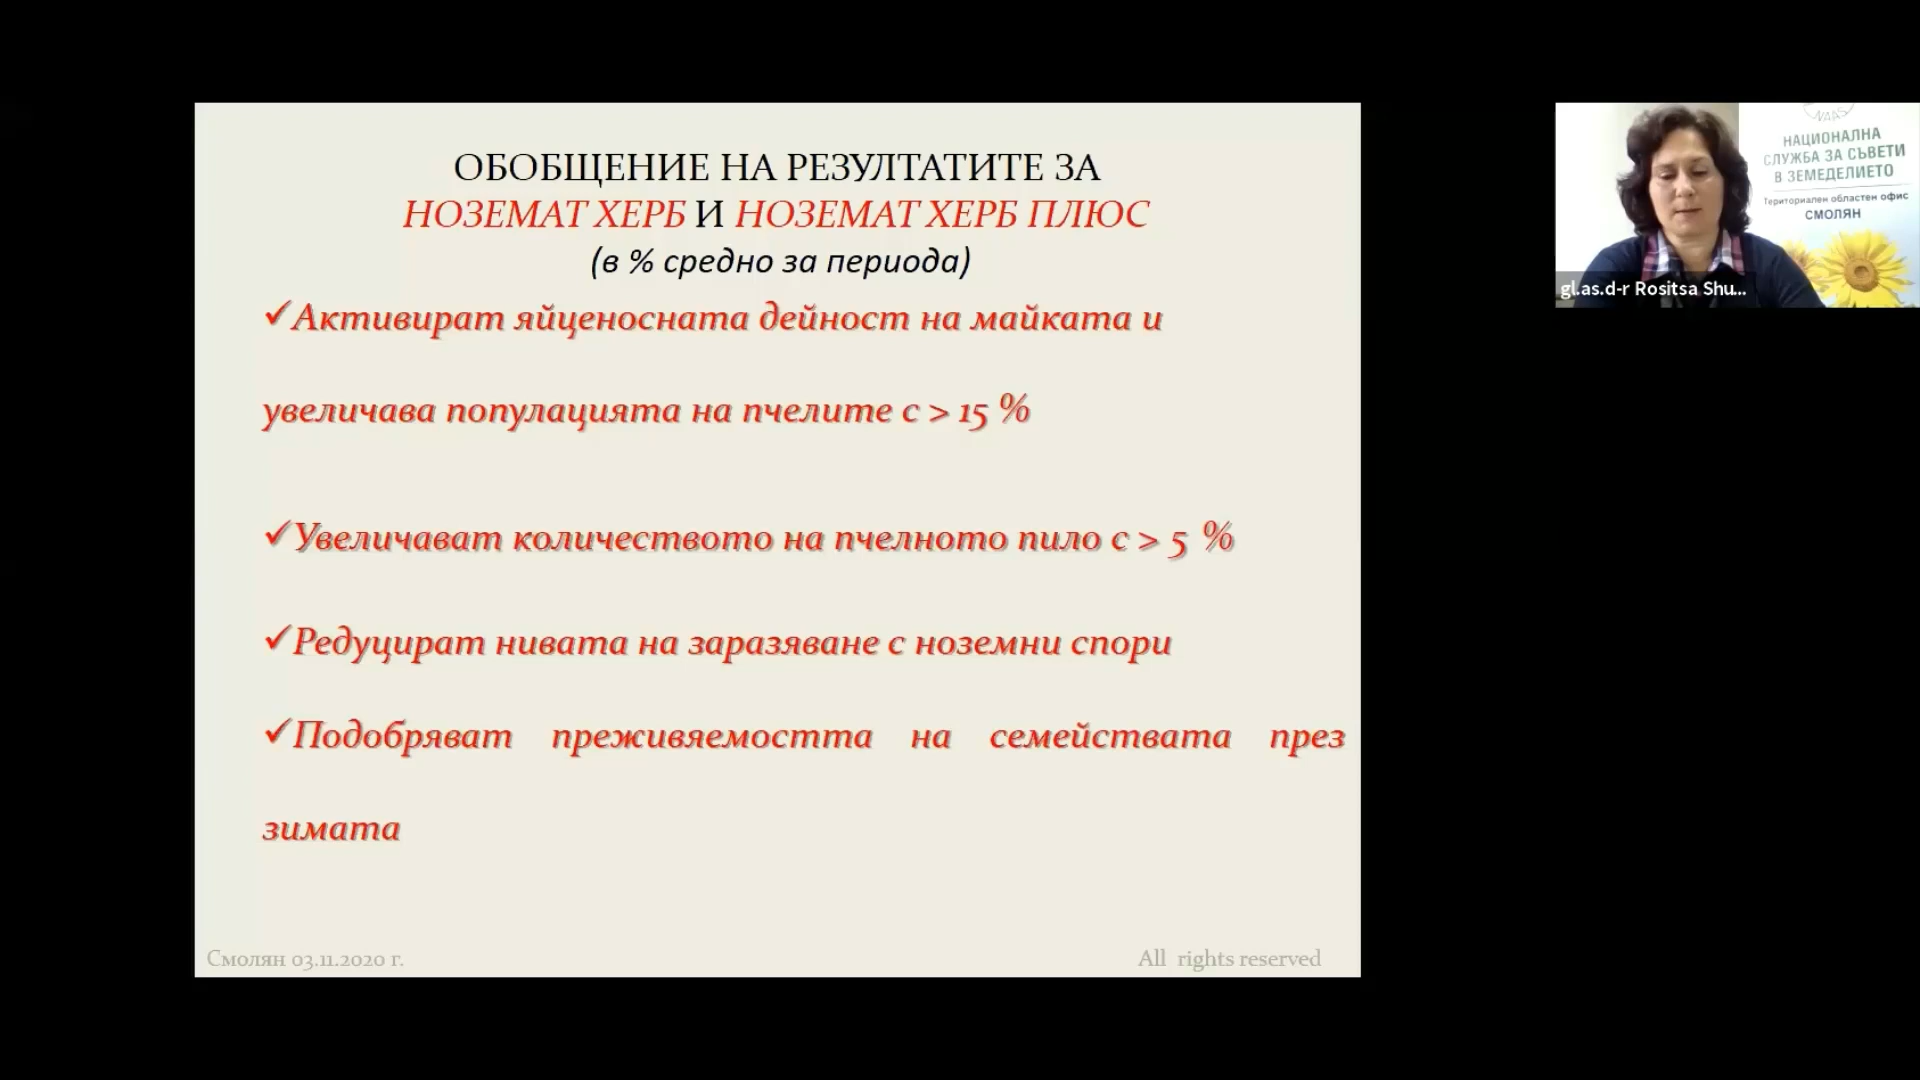 ОБОБЩЕНИЕ НА РЕЗУЛТАТИТЕ ЗА
НОЗЕМАТ ХЕРБ И НОЗЕМАТ ХЕРБ ПЛЮС
(в % средно за периода)
✓Активират яйценосната дейност на майката и
увеличава популацията на пчелите с > 15 %
✓Увеличават количеството на пчелното пило с > 5 %
✓Редуцират нивата на заразяване с ноземни спори
✓Подобряват преживяемостта на семействата през
зимата
Смолян 03.11.2020 г.
All rights reserved
NAAS
НАЦИОНАЛНА
СЛУЖБА ЗА СЪВЕТИ
В ЗЕМЕДЕЛИЕТО
Териториален областен офис
СМОЛЯН
gl.as.d-r Rositsa Shu...